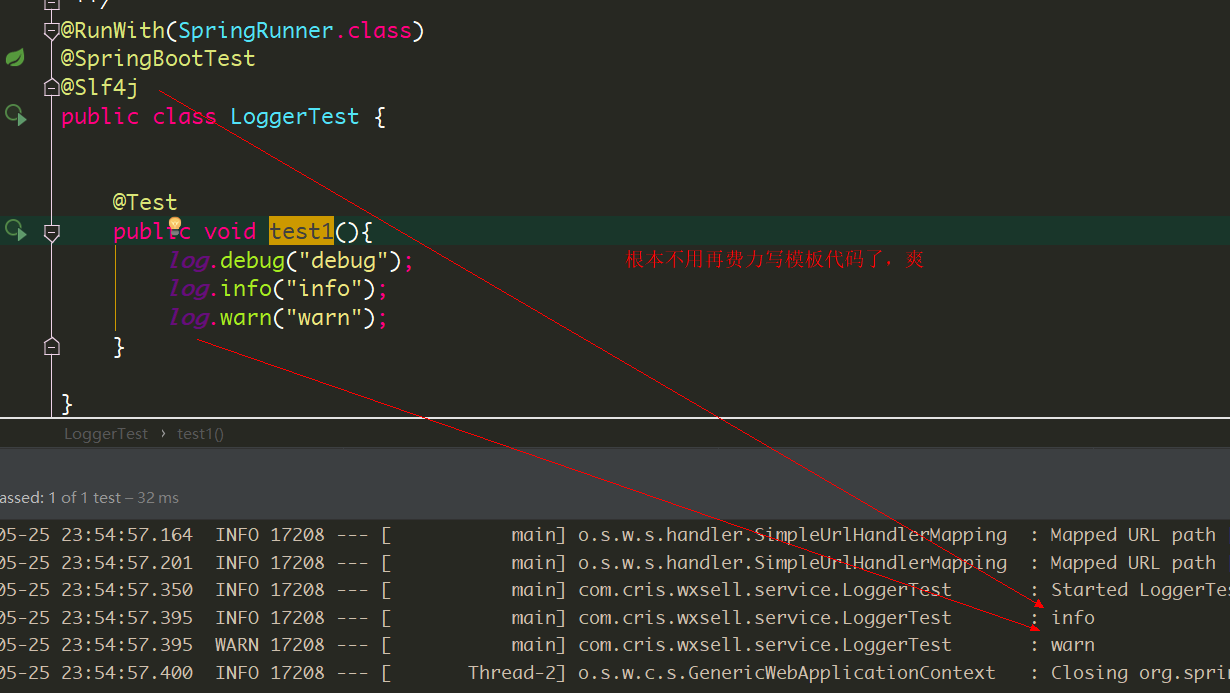 @RunWith(SpringRunner.class)
@SpringBootTest
@Slf4j
public class LoggerTest {
@Test
public void test1(){
log.debug("debug");
根本不用再费力写模板代码了，爽
log.info("info");
log.warn("warn");
}
}
LoggerTest › test1()
assed: 1 of 1 test – 32 ms
05-25 23:54:57.164  INFO 17208 --- [           main] o.s.w.s.handler.SimpleUrlHandlerMapping  : Mapped URL path
05-25 23:54:57.201  INFO 17208 --- [           main] o.s.w.s.handler.SimpleUrlHandlerMapping  : Mapped URL path
05-25 23:54:57.350  INFO 17208 --- [           main] com.cris.wxsell.service.LoggerTest       : Started LoggerTes
05-25 23:54:57.395  INFO 17208 --- [           main] com.cris.wxsell.service.LoggerTest       : info
05-25 23:54:57.395  WARN 17208 --- [           main] com.cris.wxsell.service.LoggerTest       : warn
05-25 23:54:57.400  INFO 17208 --- [       Thread-2] o.s.w.c.s.GenericWebApplicationContext   : Closing org.sprin